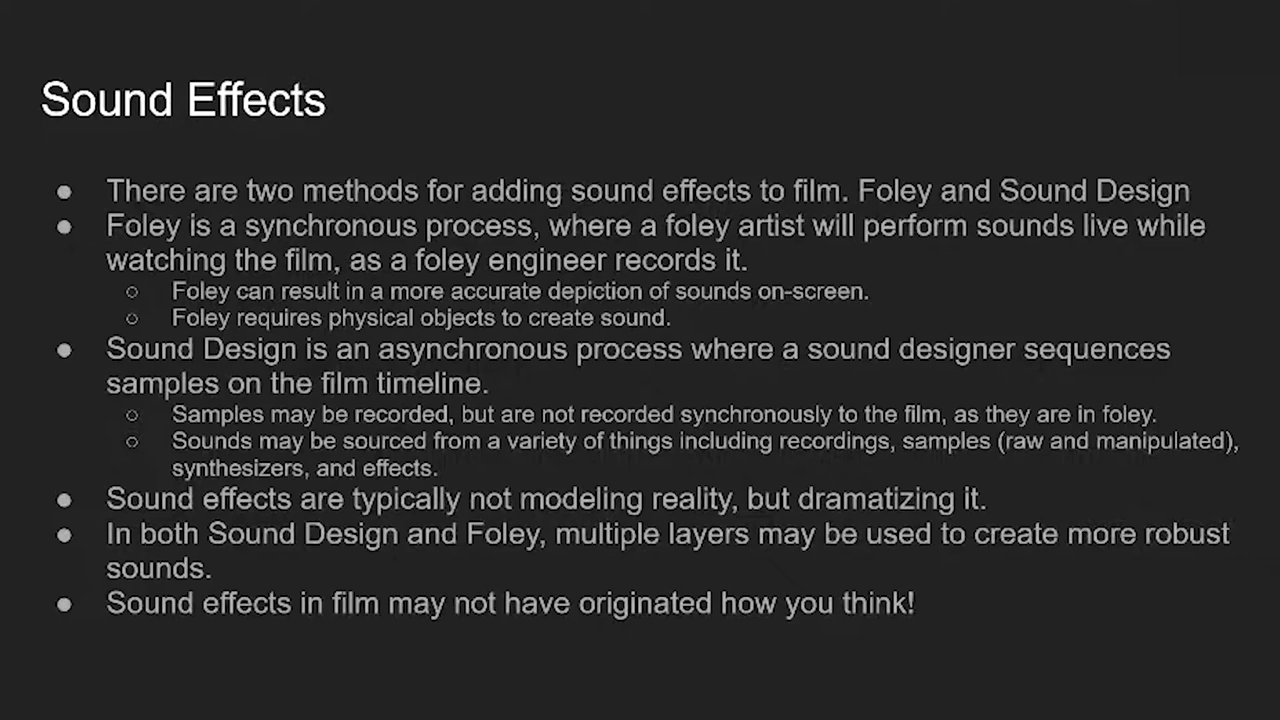 Sound Effects
● There are two methods for adding sound effects to film. Foley and Sound Design
● Foley is a synchronous process, where a foley artist will perform sounds live while
watching the film, as a foley engineer records it.
○ Foley can result in a more accurate depiction of sounds on-screen.
○ Foley requires physical objects to create sound.
● Sound Design is an asynchronous process where a sound designer sequences
samples on the film timeline.
○ Samples may be recorded, but are not recorded synchronously to the film, as they are in foley.
○ Sounds may be sourced from a variety of things including recordings, samples (raw and manipulated),
synthesizers, and effects.
● Sound effects are typically not modeling reality, but dramatizing it.
● In both Sound Design and Foley, multiple layers may be used to create more robust
sounds.
● Sound effects in film may not have originated how you think!